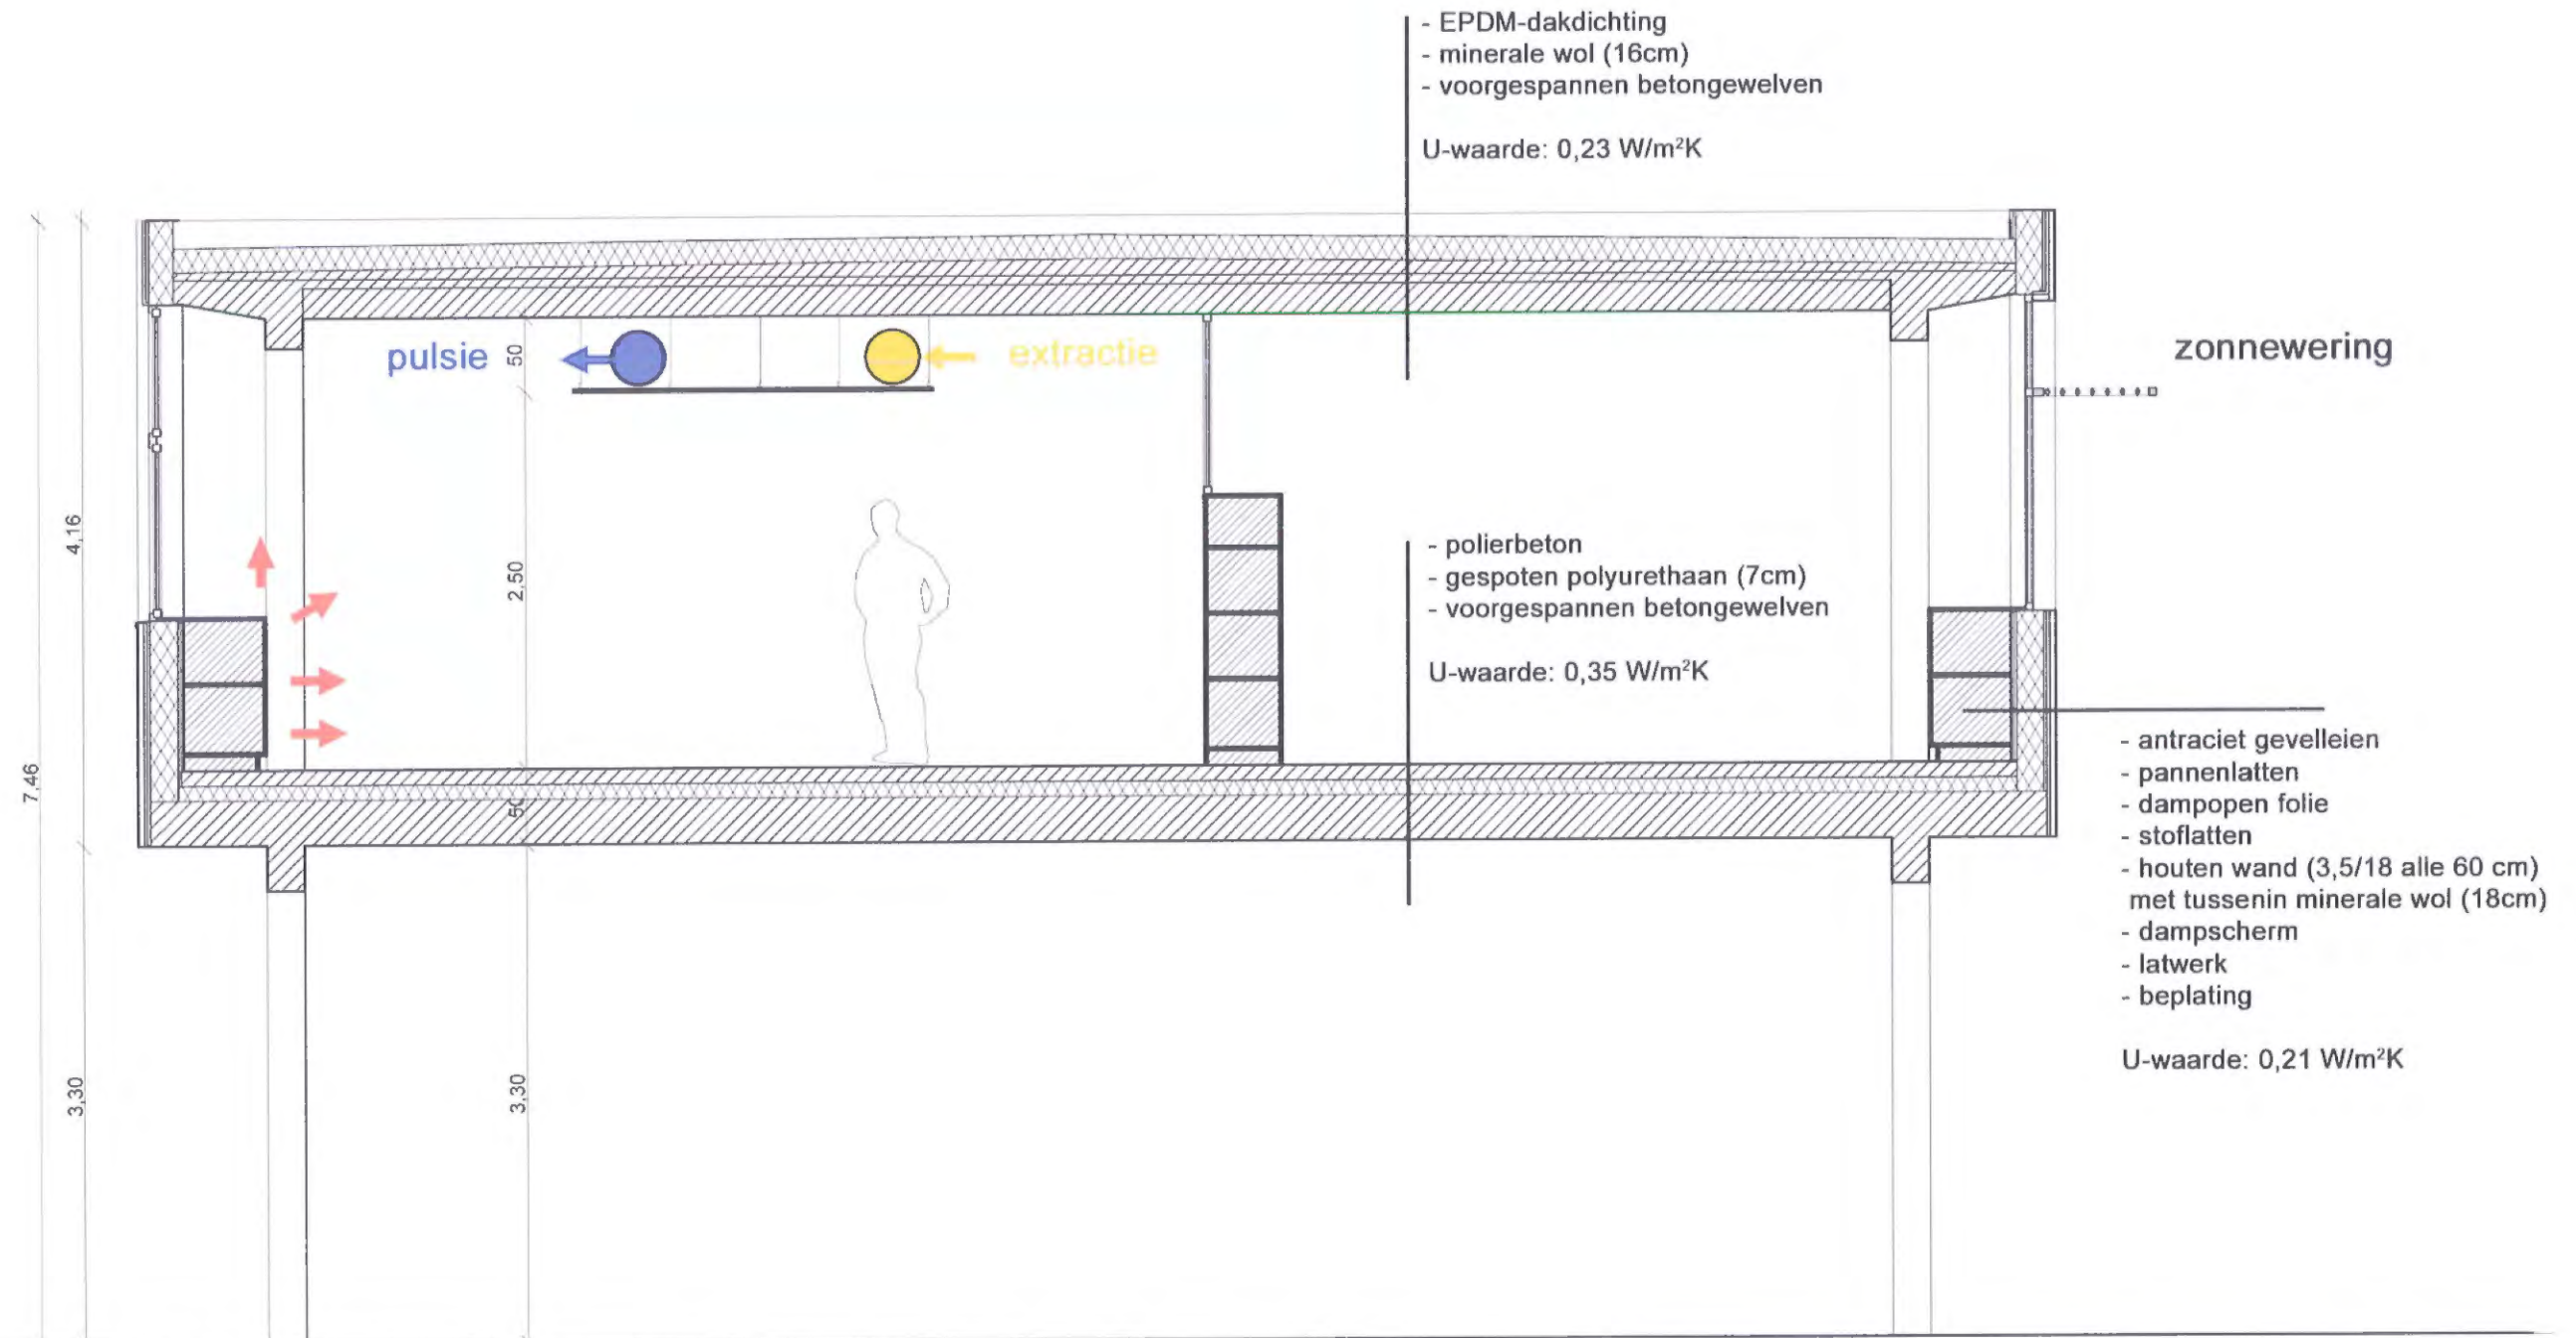 - EPDM-dakdichting
- minerale wol (16cm)
- voorgespannen betongewelven
U-waarde: 0,23 W/m²K
pulsie
50
extractie
zonnewering
4,16
2,50
7,46
- polierbeton
- gespoten polyurethaan (7cm)
- voorgespannen betongewelven
U-waarde: 0,35 W/m²K
50
- antraciet gevelleien
- pannenlatten
- dampopen folie
- stoflatten
- houten wand (3,5/18 alle 60 cm)
met tussenin minerale wol (18cm)
- dampscherm
- latwerk
- beplating
U-waarde: 0,21 W/m²K
3,30
3,30